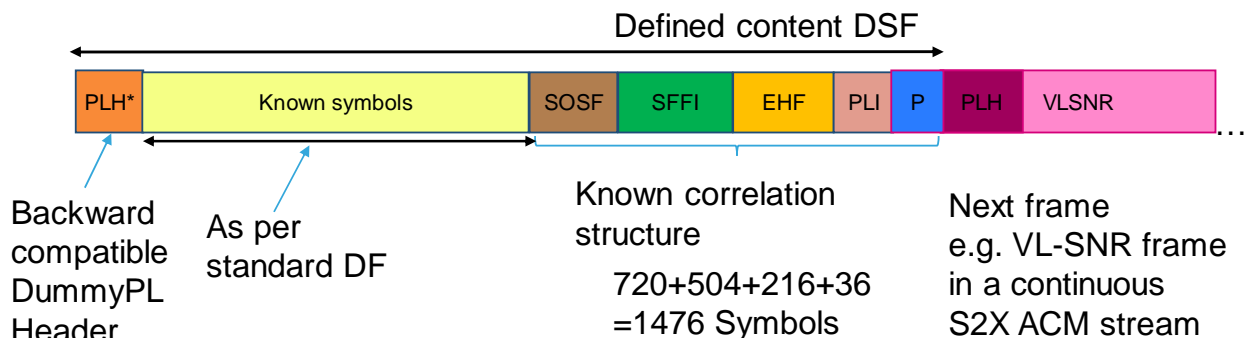 Defined content DSF
PLH*
Known symbols
SOSF
SFFI
EHF
PLI
P
PLH
VLSNR
…
Backward
compatible
DummyPL
Header
As per
standard DF
Known correlation
structure
720+504+216+36
=1476 Symbols
Next frame
e.g. VL-SNR frame
in a continuous
S2X ACM stream